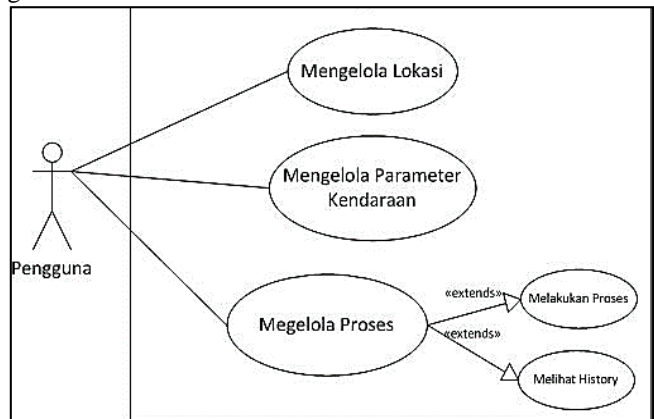 Mengelola Lokasi
Mengelola Parameter
Kendaraan
Pengguna
Megelola Proses
«extends»
Melakukan Proses
«extends»
Melihat History